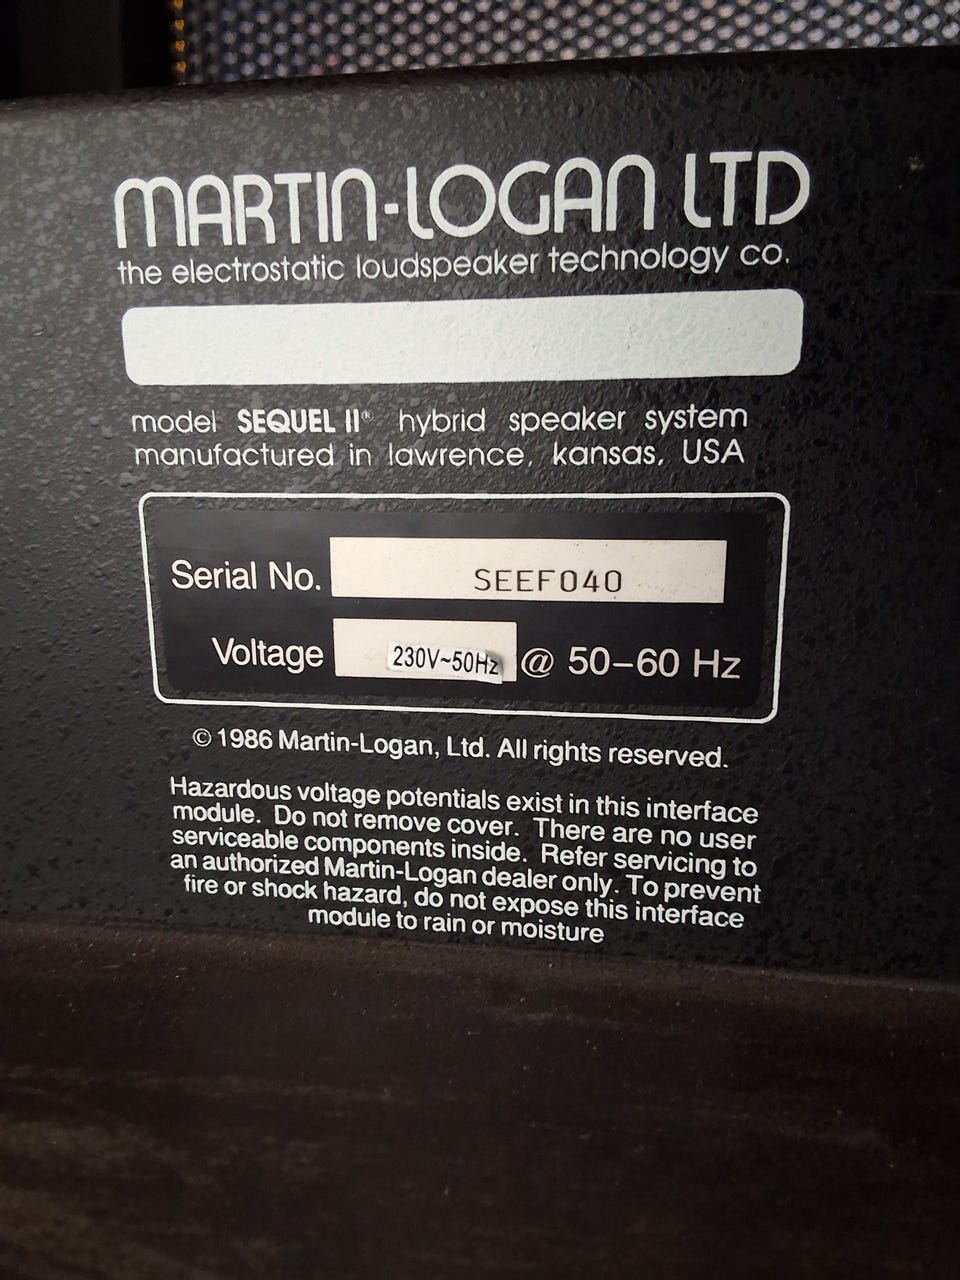 MARTIN-LOGAN LTD
the electrostatic loudspeaker technology co.
model SEQUEL II® hybrid speaker system
manufactured in lawrence, kansas, USA
Serial No. SEEF040
Voltage 230V~50Hz @ 50-60 Hz
© 1986 Martin-Logan, Ltd. All rights reserved.
Hazardous voltage potentials exist in this interface
module. Do not remove cover. There are no user
serviceable components inside. Refer servicing to
an authorized Martin-Logan dealer only. To prevent
fire or shock hazard, do not expose this interface
module to rain or moisture